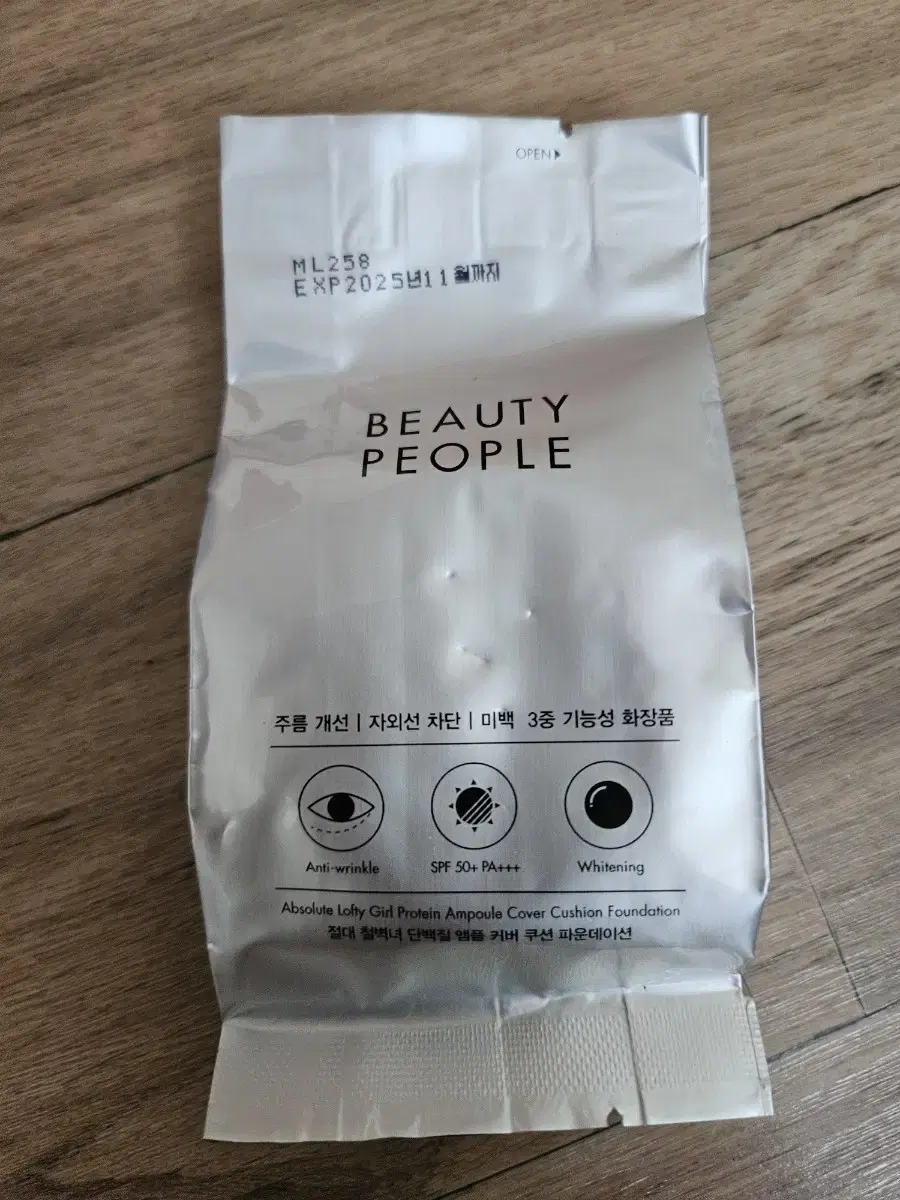 OPEN
ML258
EXP2025년11월까지
BEAUTY
PEOPLE
주름 개선 | 자외선 차단 | 미백 3중 기능성 화장품
Anti-wrinkle
SPF 50+ PA+++
Whitening
Absolute Lofty Girl Protein Ampoule Cover Cushion Foundation
절대 철벽녀 단백질 앰플 커버 쿠션 파운데이션